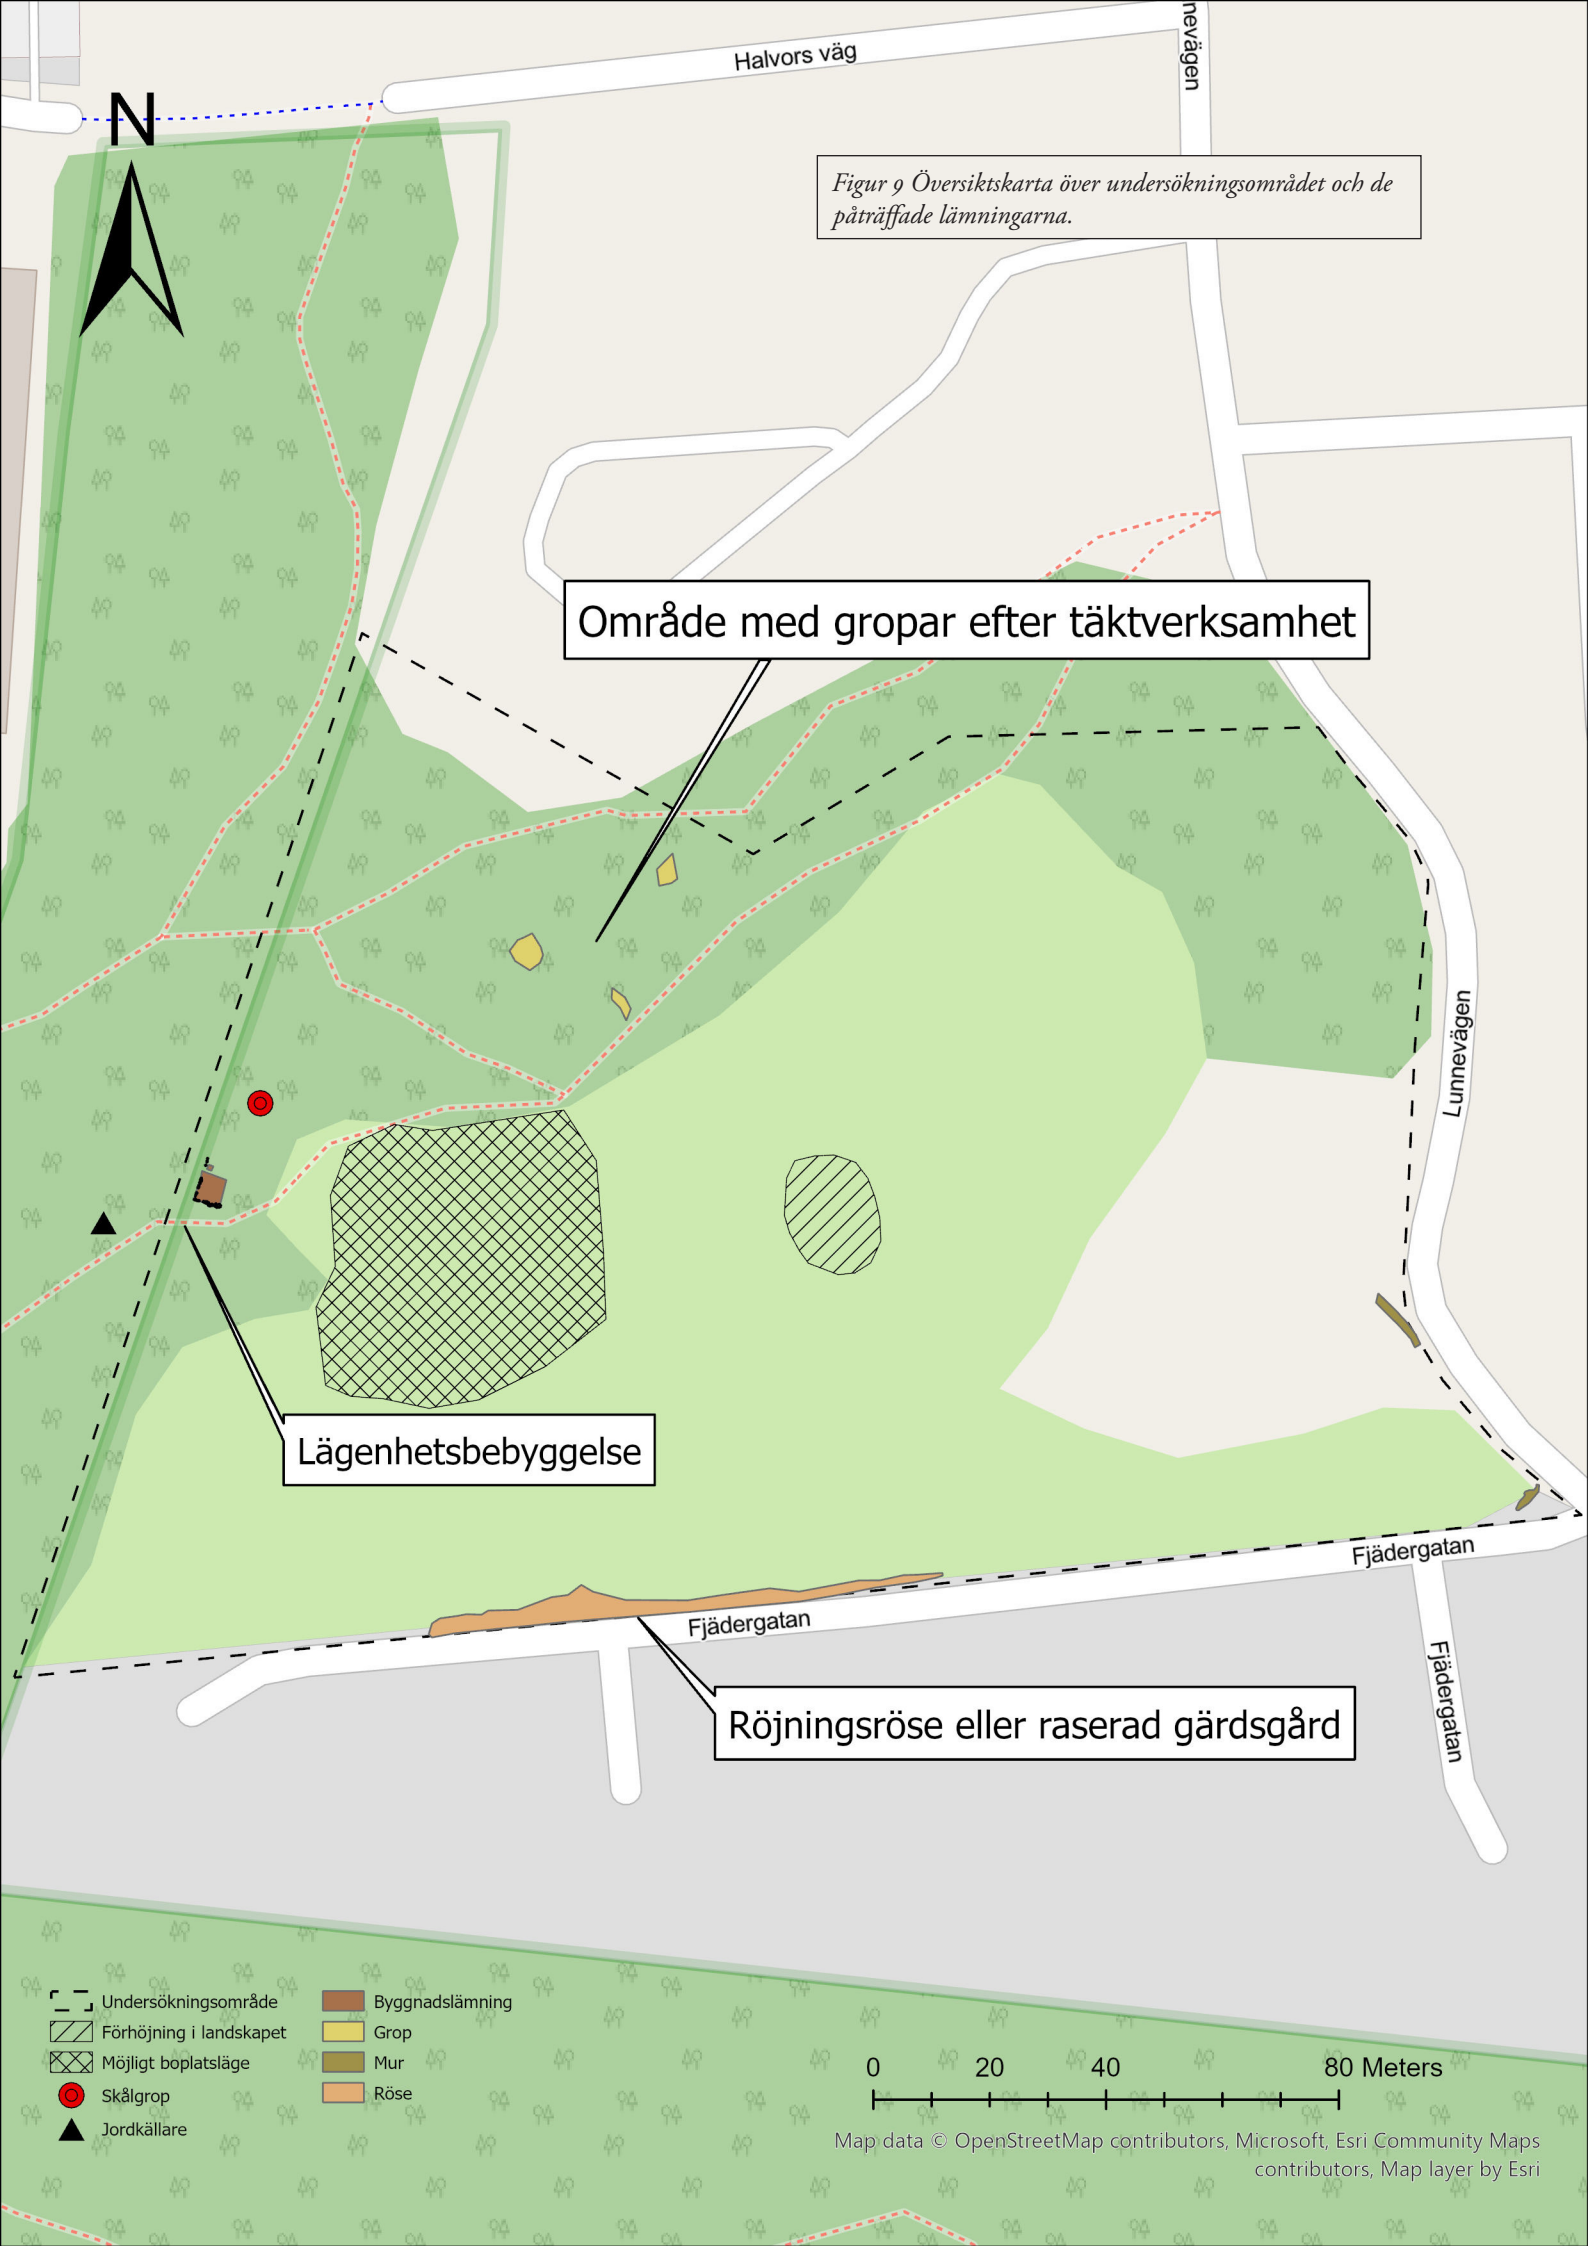 Halvors väg
nevägen
N
Figur 9 Översiktskarta över undersökningsområdet och de
påträffade lämningarna.
Område med gropar efter täktverksamhet
Lunnevägen
Lägenhetsbebyggelse
Fjädergatan
Fjädergatan
Fjädergatan
Röjningsröse eller raserad gärdsgård
Undersökningsområde
Förhöjning i landskapet
Möjligt boplatsläge
Skålgrop
Jordkällare
Byggnadslämning
Grop
Mur
Röse
0 20 40 80 Meters
Map data © OpenStreetMap contributors, Microsoft, Esri Community Maps
contributors, Map layer by Esri